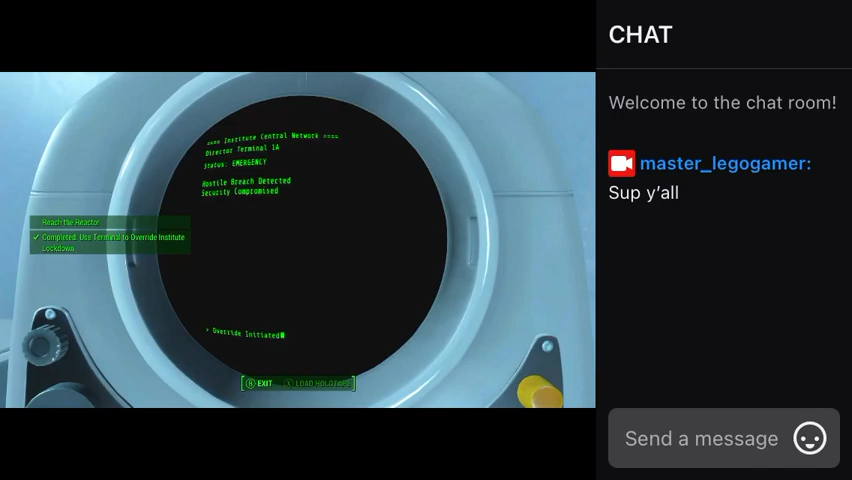 ==== Institute Central Network ====
Director Terminal 1A
Status: EMERGENCY
Hostile Breach Detected
Security Compromised
Reach the Reactor
✓ Completed: Use Terminal to Override Institute
Lockdown
> Override Initiated
EXIT LOAD HOLOTAPE
CHAT
Welcome to the chat room!
master_legogamer:
Sup y’all
Send a message